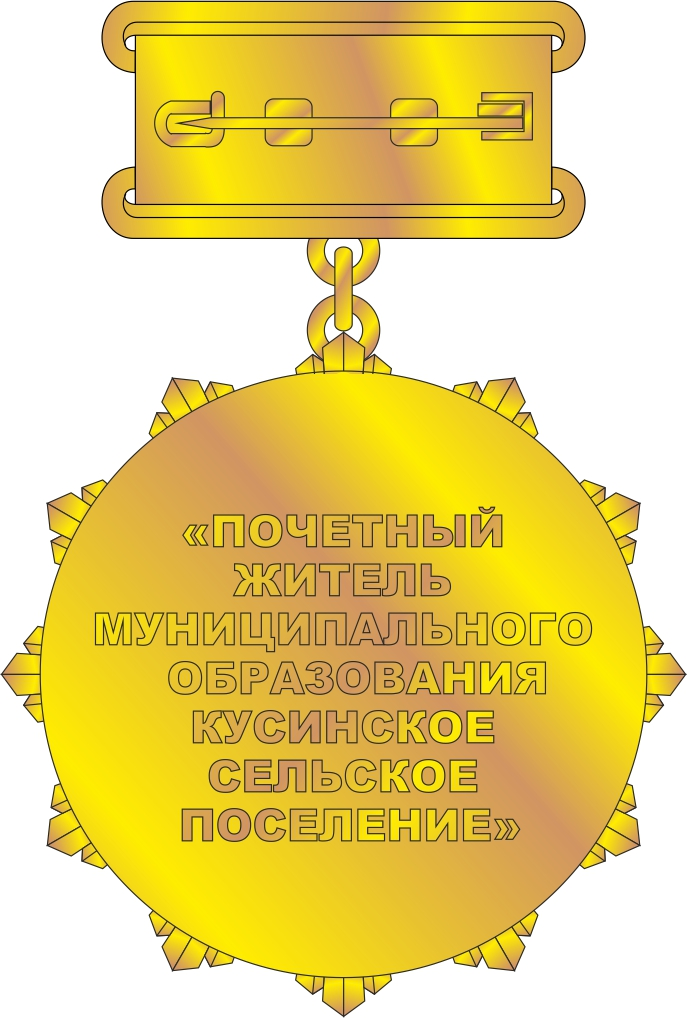 «ПОЧЕТНЫЙ
ЖИТЕЛЬ
МУНИЦИПАЛЬНОГО
ОБРАЗОВАНИЯ
КУСИНСКОЕ
СЕЛЬСКОЕ
ПОСЕЛЕНИЕ»